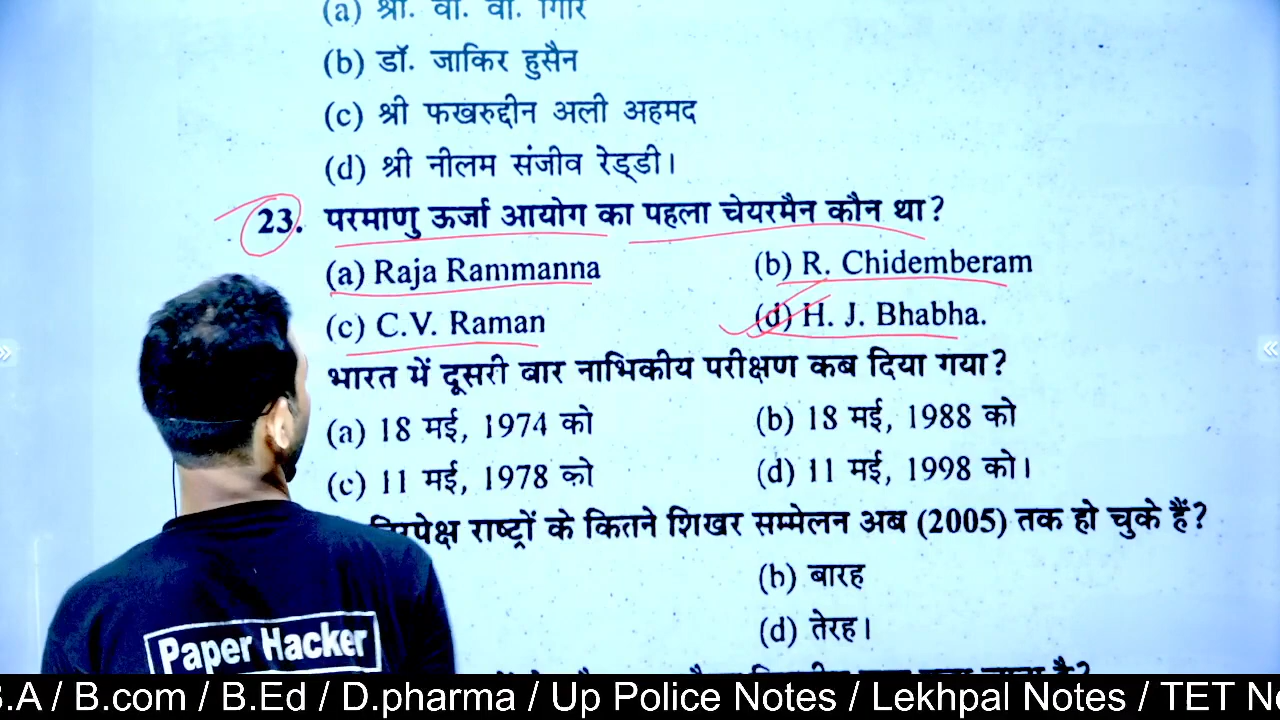 (a) श्री. वी. वी. गिरि
(b) डॉ. जाकिर हुसैन
(c) श्री फखरुद्दीन अली अहमद
(d) श्री नीलम संजीव रेड्डी।
23. परमाणु ऊर्जा आयोग का पहला चेयरमैन कौन था?
(a) Raja Rammanna (b) R. Chidemberam
(c) C.V. Raman (d) H. J. Bhabha.
भारत में दूसरी बार नाभिकीय परीक्षण कब दिया गया?
(a) 18 मई, 1974 को (b) 18 मई, 1988 को
(c) 11 मई, 1978 को (d) 11 मई, 1998 को।
राष्ट्रों के कितने शिखर सम्मेलन अब (2005) तक हो चुके हैं?
(b) बारह
(d) तेरह।
Paper Hacker
B.A / B.com / B.Ed / D.pharma / Up Police Notes / Lekhpal Notes / TET